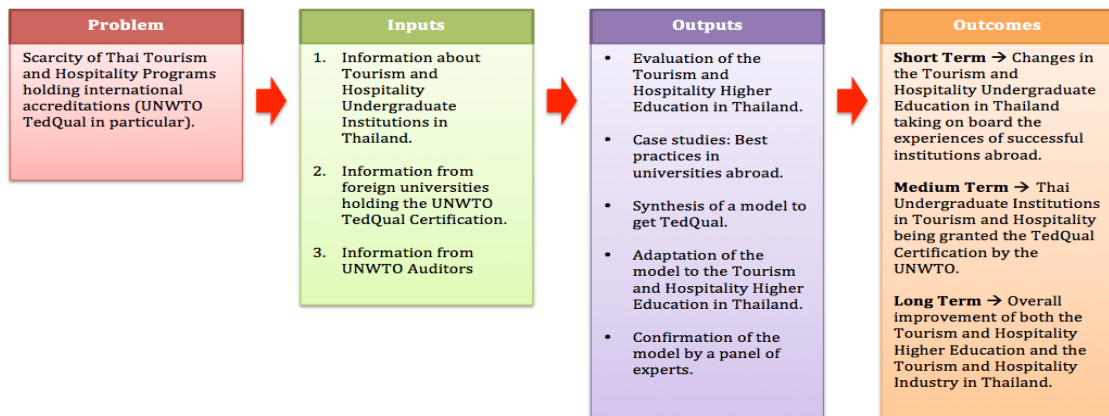 Problem
Scarcity of Thai Tourism
and Hospitality Programs
holding international
accreditations (UNWTO
TedQual in particular).
Inputs
1. Information about
Tourism and
Hospitality
Undergraduate
Institutions in
Thailand.
2. Information from
foreign universities
holding the UNWTO
TedQual Certification.
3. Information from
UNWTO Auditors
Outputs
• Evaluation of the
Tourism and
Hospitality Higher
Education in Thailand.
• Case studies: Best
practices in
universities abroad.
• Synthesis of a model to
get TedQual.
• Adaptation of the
model to the Tourism
and Hospitality Higher
Education in Thailand.
• Confirmation of the
model by a panel of
experts.
Outcomes
Short Term → Changes in
the Tourism and
Hospitality Undergraduate
Education in Thailand
taking on board the
experiences of successful
institutions abroad.
Medium Term → Thai
Undergraduate Institutions
in Tourism and Hospitality
being granted the TedQual
Certification by the
UNWTO.
Long Term → Overall
improvement of both the
Tourism and Hospitality
Higher Education and the
Tourism and Hospitality
Industry in Thailand.